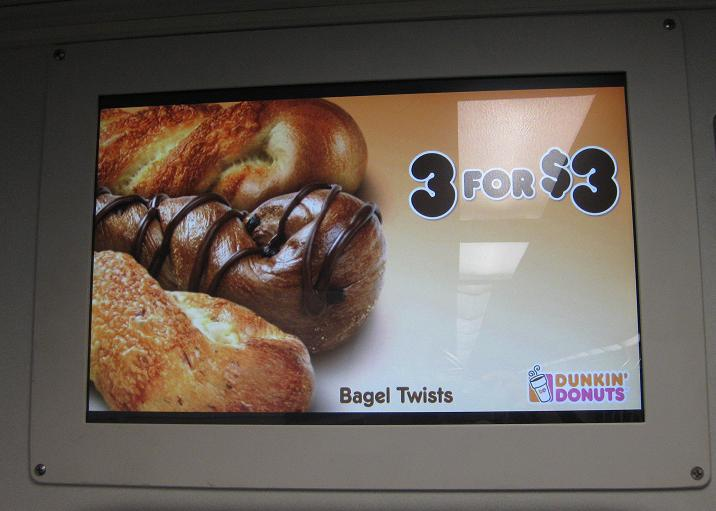 3 FOR $3
Bagel Twists
DUNKIN'
DONUTS